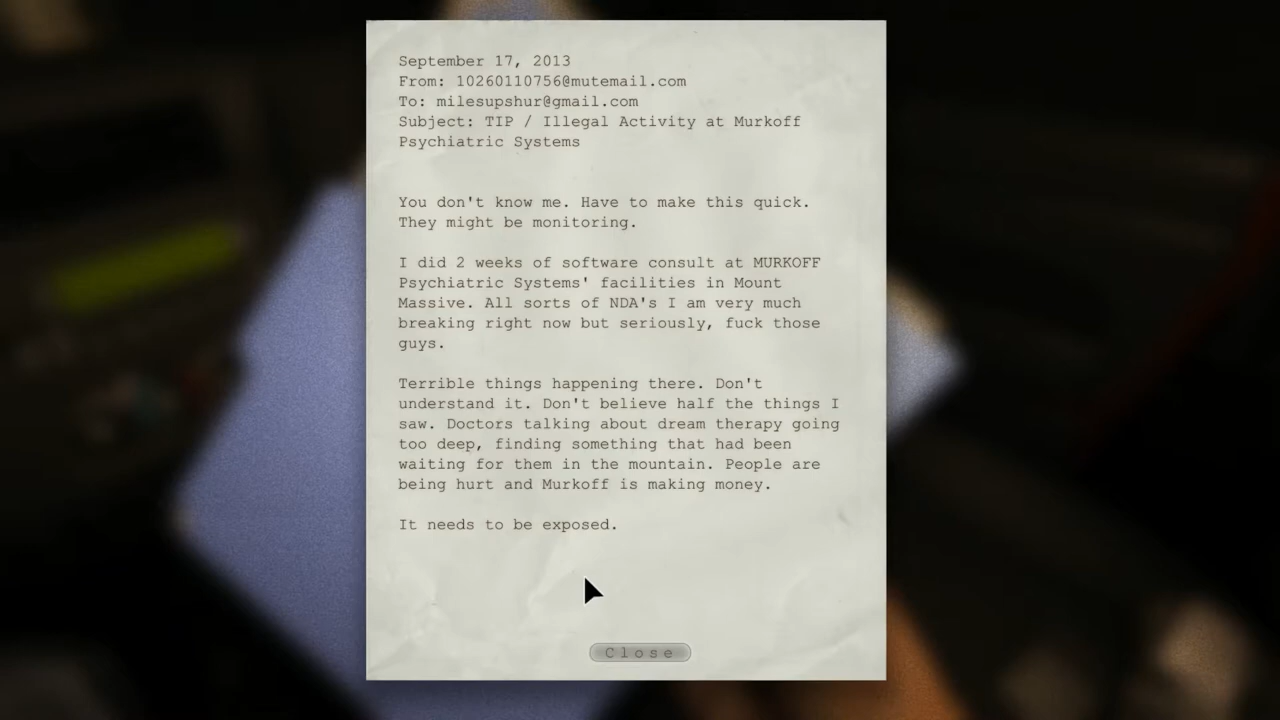 September 17, 2013
From: 10260110756@mutemail.com
To: milesupshur@gmail.com
Subject: TIP / Illegal Activity at Murkoff
Psychiatric Systems
You don't know me. Have to make this quick.
They might be monitoring.
I did 2 weeks of software consult at MURKOFF
Psychiatric Systems' facilities in Mount
Massive. All sorts of NDA's I am very much
breaking right now but seriously, fuck those
guys.
Terrible things happening there. Don't
understand it. Don't believe half the things I
saw. Doctors talking about dream therapy going
too deep, finding something that had been
waiting for them in the mountain. People are
being hurt and Murkoff is making money.
It needs to be exposed.
Close